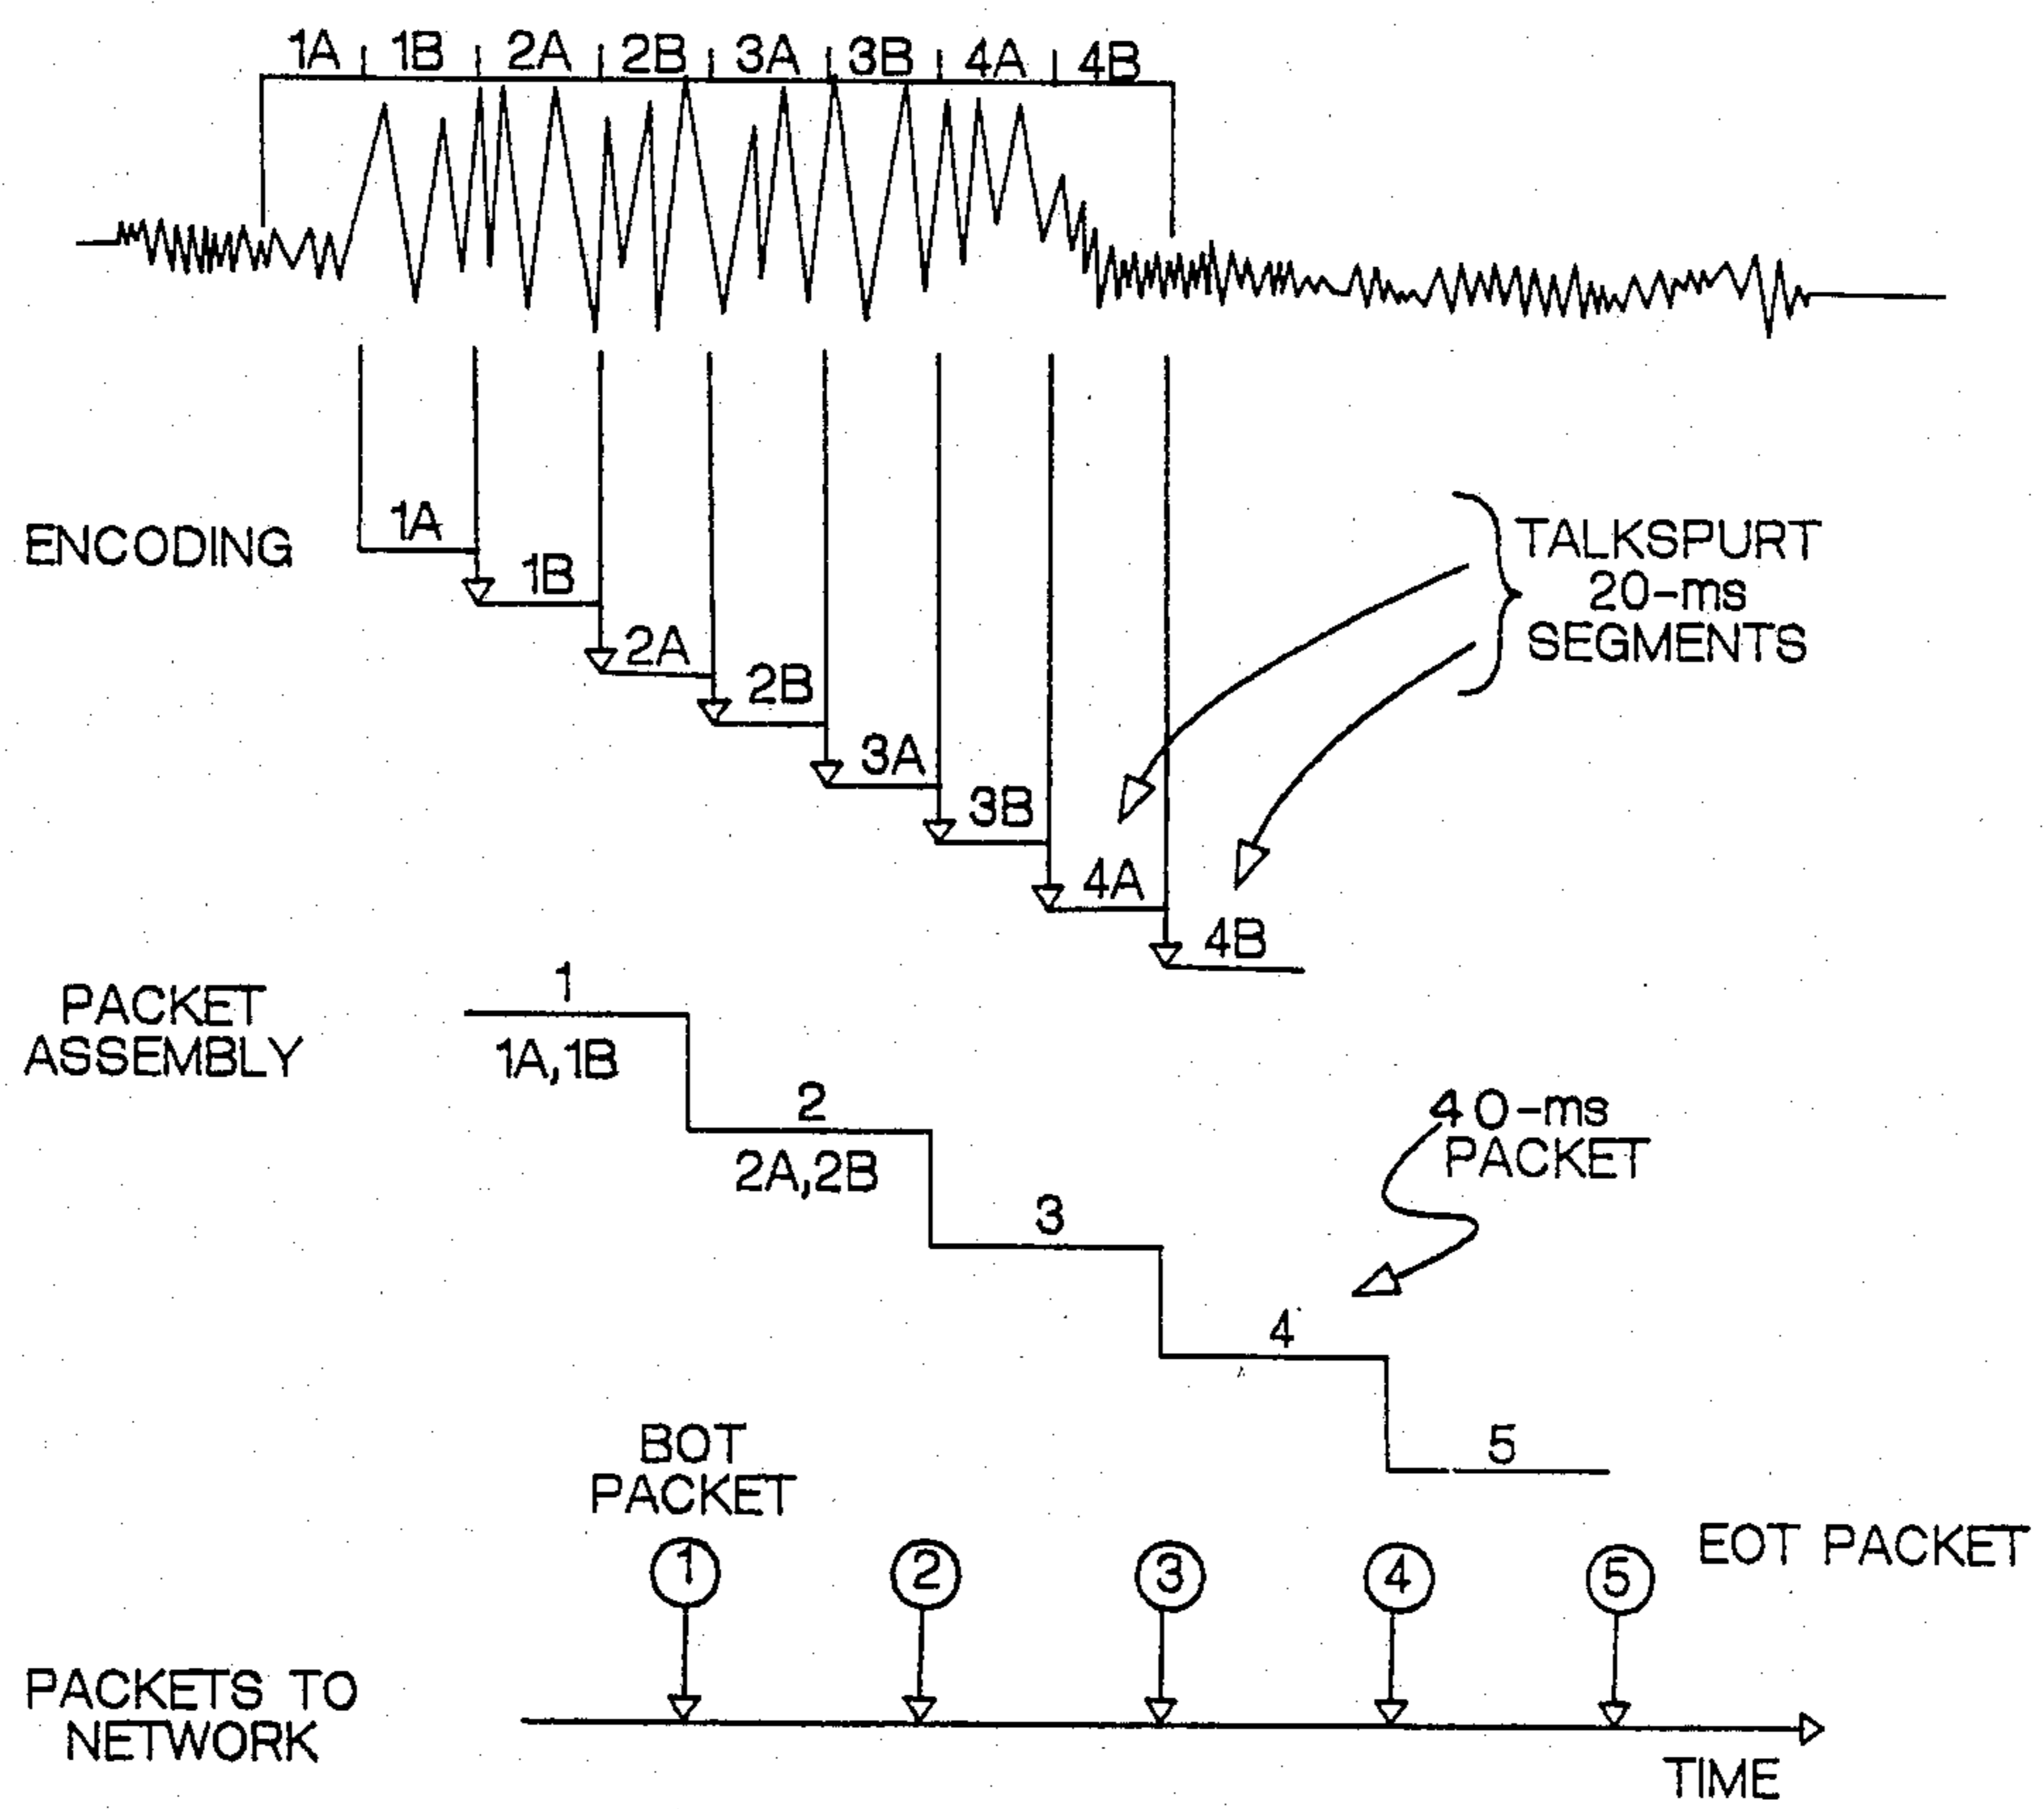 1A 1B 2A 2B 3A 3B 4A 4B
ENCODING
1A
1B
2A
2B
3A
3B
4A
4B
TALKSPURT
20-ms
SEGMENTS
PACKET
ASSEMBLY
1
1A,1B
2
2A,2B
3
4
5
40-ms
PACKET
BOT
PACKET
EOT PACKET
1 2 3 4 5
PACKETS TO
NETWORK
TIME